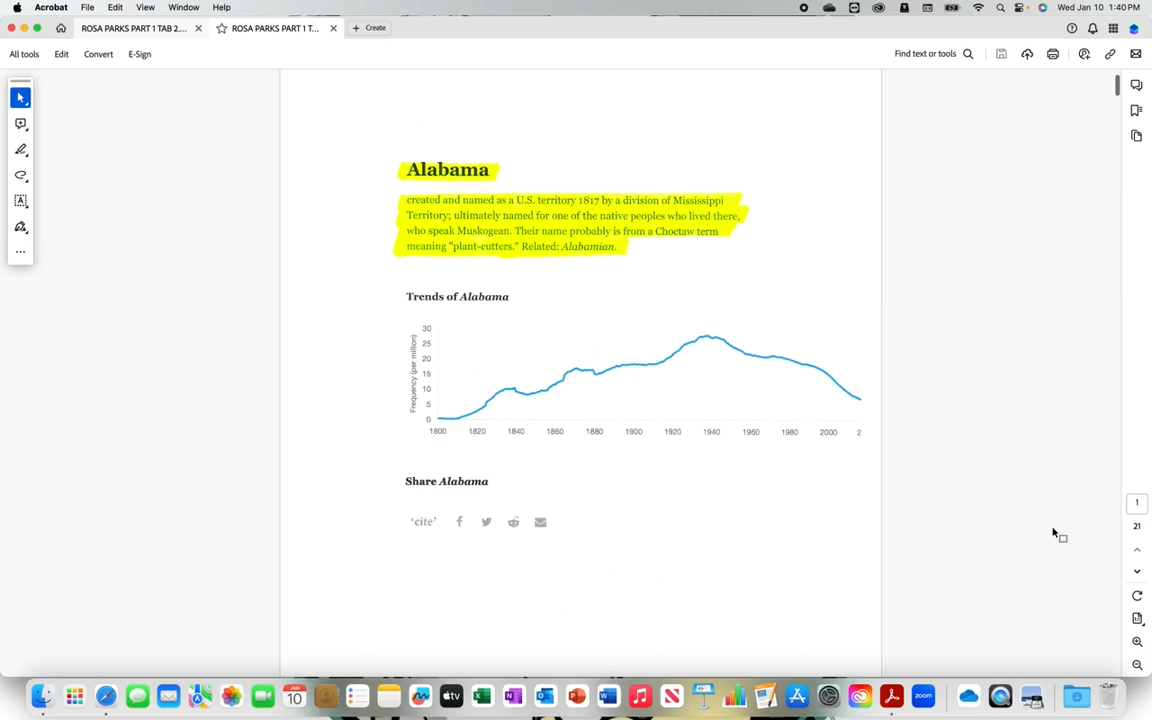 Acrobat File Edit View Window Help Wed Jan 10 1:40 PM
ROSA PARKS PART 1 TAB 2.... ROSA PARKS PART 1 T... Create
All tools Edit Convert E-Sign Find text or tools
Alabama
created and named as a U.S. territory 1817 by a division of Mississippi
Territory; ultimately named for one of the native peoples who lived there,
who speak Muskogean. Their name probably is from a Choctaw term
meaning "plant-cutters." Related: Alabamian.
Trends of Alabama
Frequency (per million)
30
25
20
15
10
5
0
1800 1820 1840 1860 1880 1900 1920 1940 1960 1980 2000 2
Share Alabama
‘cite’
1
21
JAN
10
tv
zoom